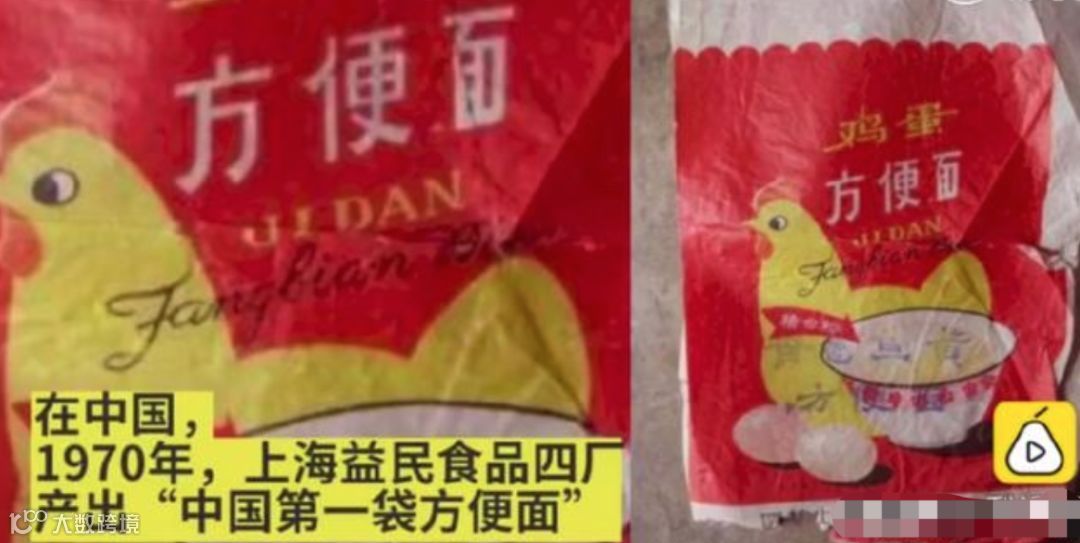 方便面
JI DAN
Fangbian
在中国，
1970年，上海益民食品四厂
产出“中国第一袋方便面”
大数跨境
鸡蛋
方便面
JI DAN
Fangbian